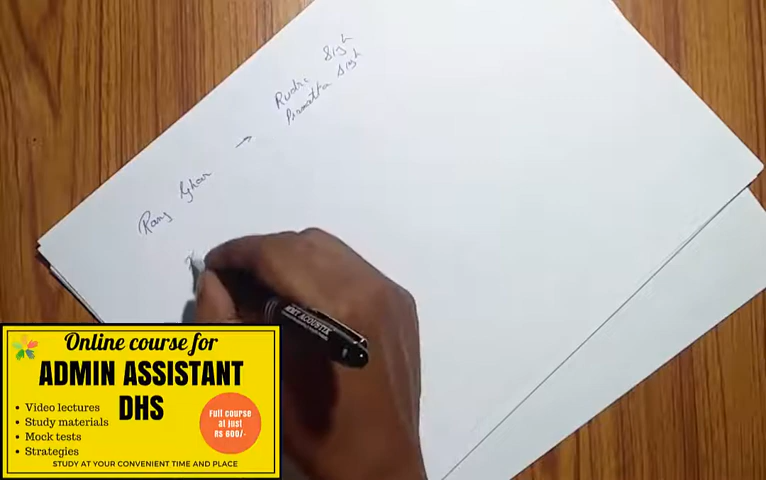 Rudra Singh
Pramatta Singh
Rang Ghar →
Online course for
ADMIN ASSISTANT
DHS
• Video lectures
• Study materials
• Mock tests
• Strategies
Full course
at just
Rs 600/-
STUDY AT YOUR CONVENIENT TIME AND PLACE